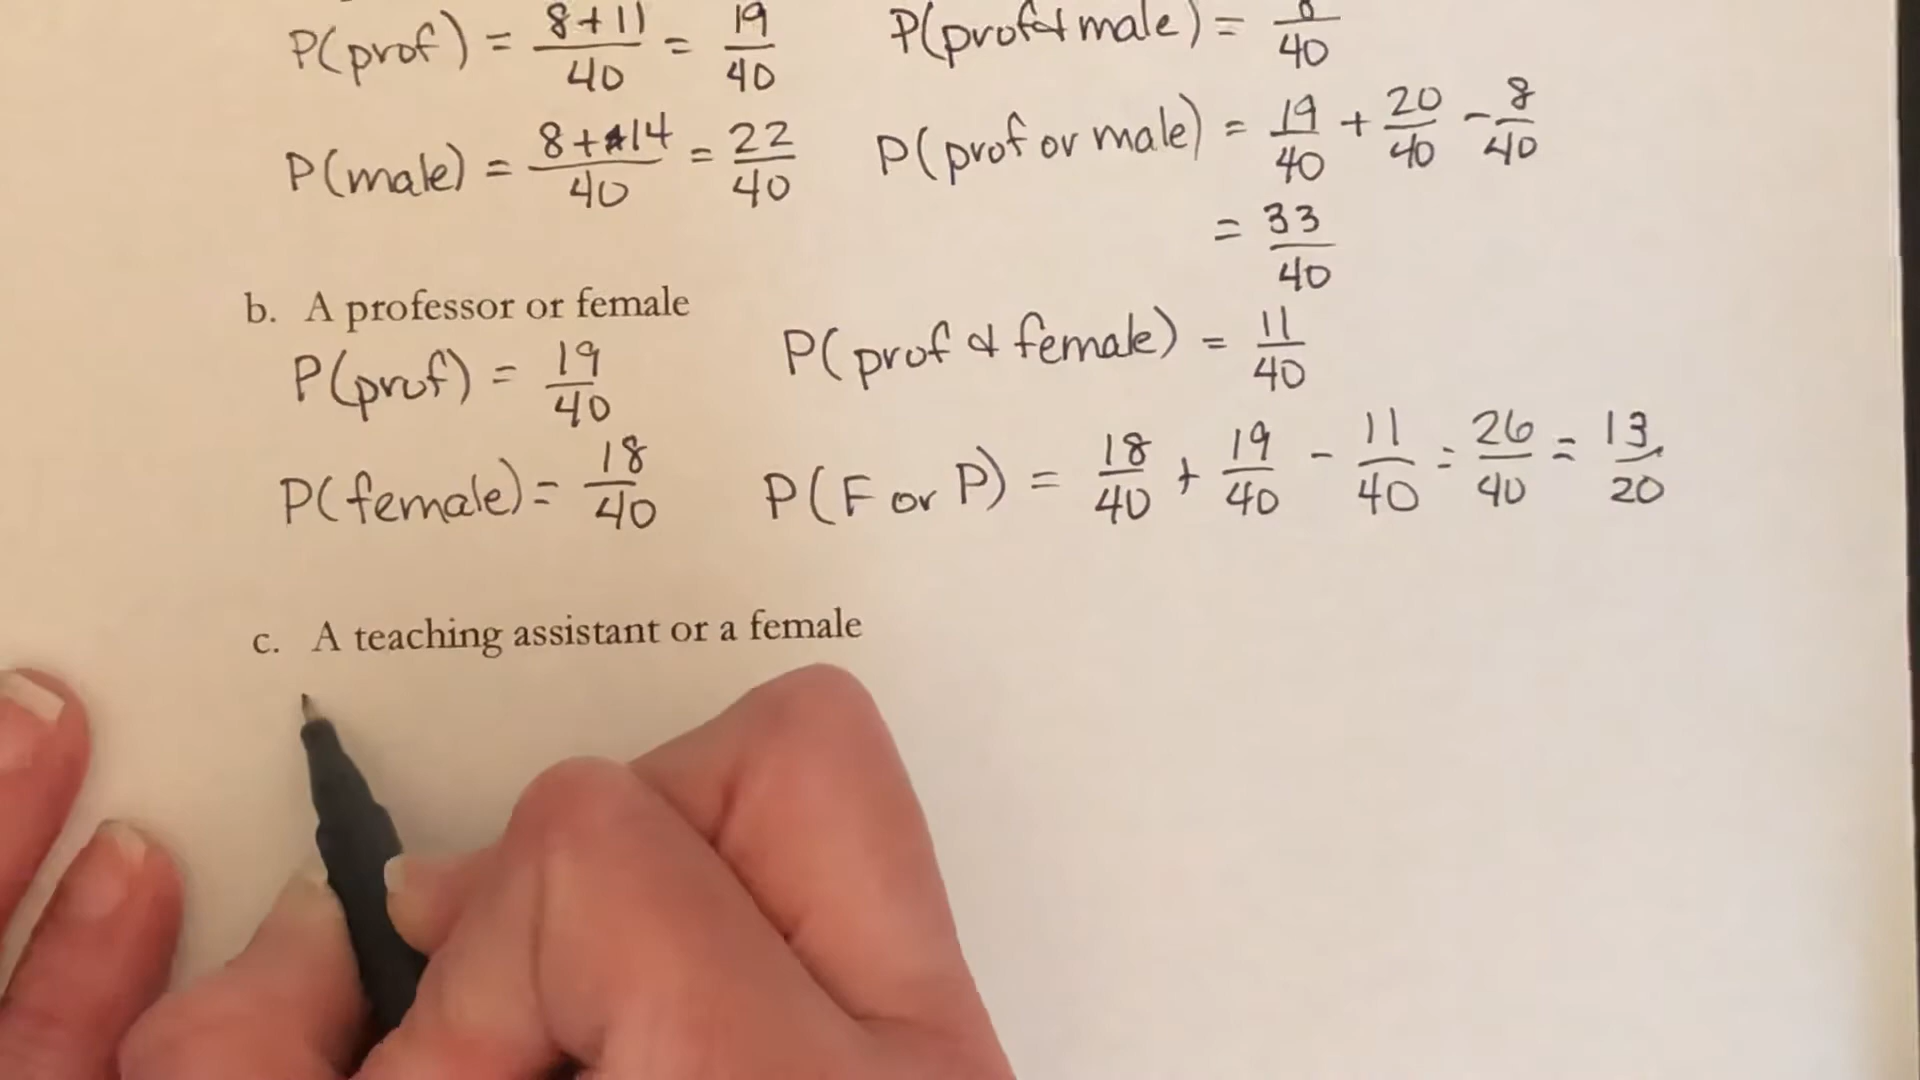 P(prof) = 8+11/40 = 19/40
P(prof & male) = 8/40
P(male) = 8+14/40 = 22/40
P(prof or male) = 19/40 + 20/40 - 8/40
= 33/40
b. A professor or female
P(prof) = 19/40
P(prof & female) = 11/40
P(female) = 18/40
P(F or P) = 18/40 + 19/40 - 11/40 = 26/40 = 13/20
c. A teaching assistant or a female